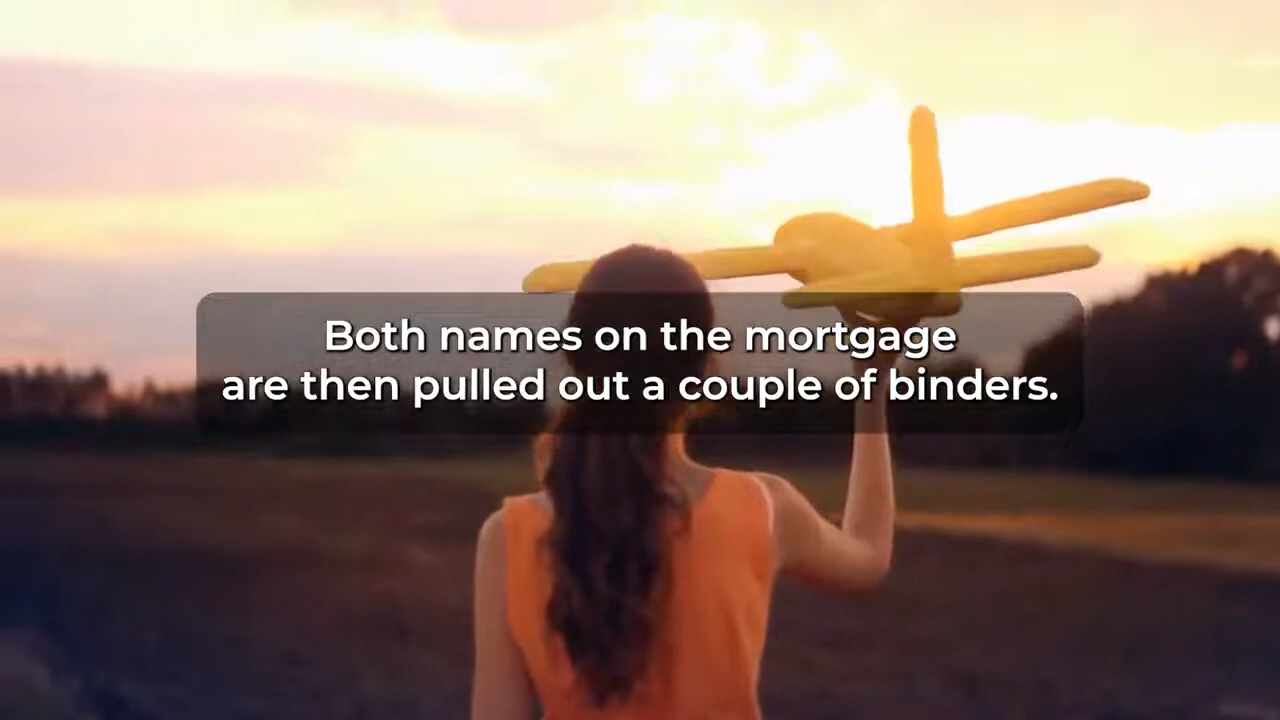 Both names on the mortgage
are then pulled out a couple of binders.